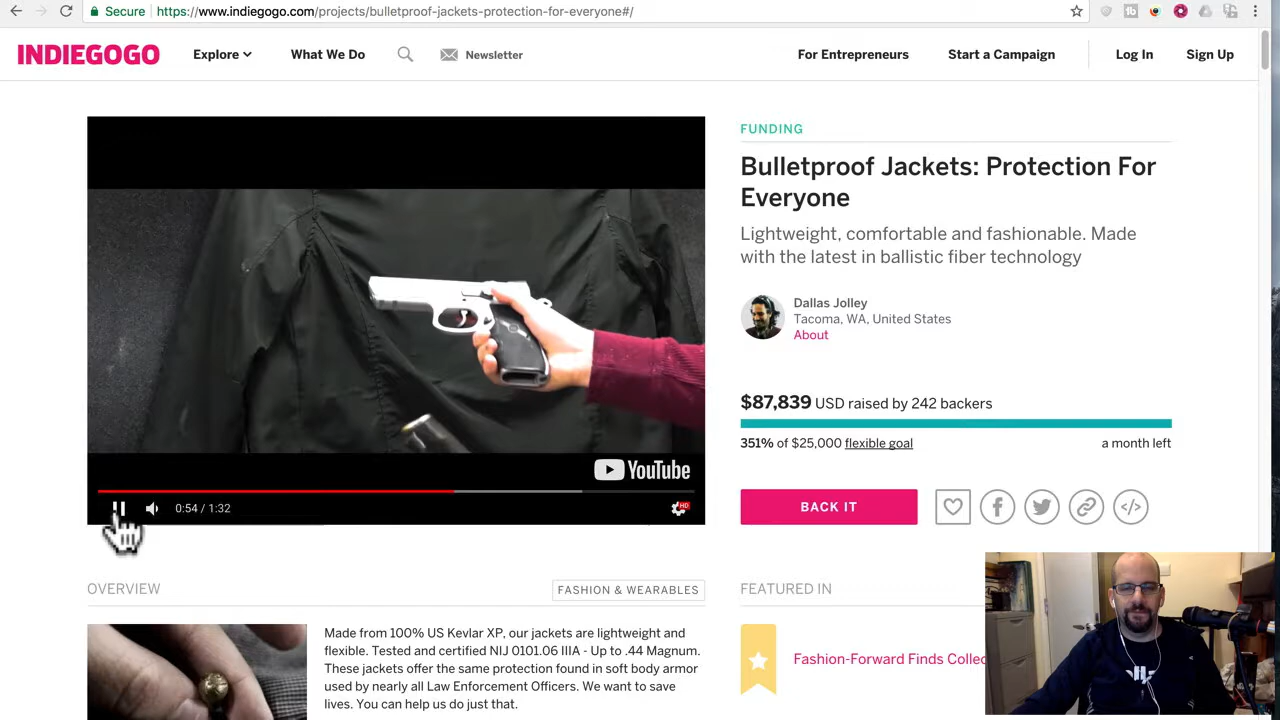 Secure
https://www.indiegogo.com/projects/bulletproof-jackets-protection-for-everyone#/
INDIEGOGO
Explore
What We Do
Newsletter
For Entrepreneurs
Start a Campaign
Log In
Sign Up
YouTube
0:54 / 1:32
HD
FUNDING
Bulletproof Jackets: Protection For
Everyone
Lightweight, comfortable and fashionable. Made
with the latest in ballistic fiber technology
Dallas Jolley
Tacoma, WA, United States
About
$87,839 USD raised by 242 backers
351% of $25,000 flexible goal
a month left
BACK IT
OVERVIEW
FASHION & WEARABLES
Made from 100% US Kevlar XP, our jackets are lightweight and
flexible. Tested and certified NIJ 0101.06 IIIA - Up to .44 Magnum.
These jackets offer the same protection found in soft body armor
used by nearly all Law Enforcement Officers. We want to save
lives. You can help us do just that.
FEATURED IN
Fashion-Forward Finds Collec